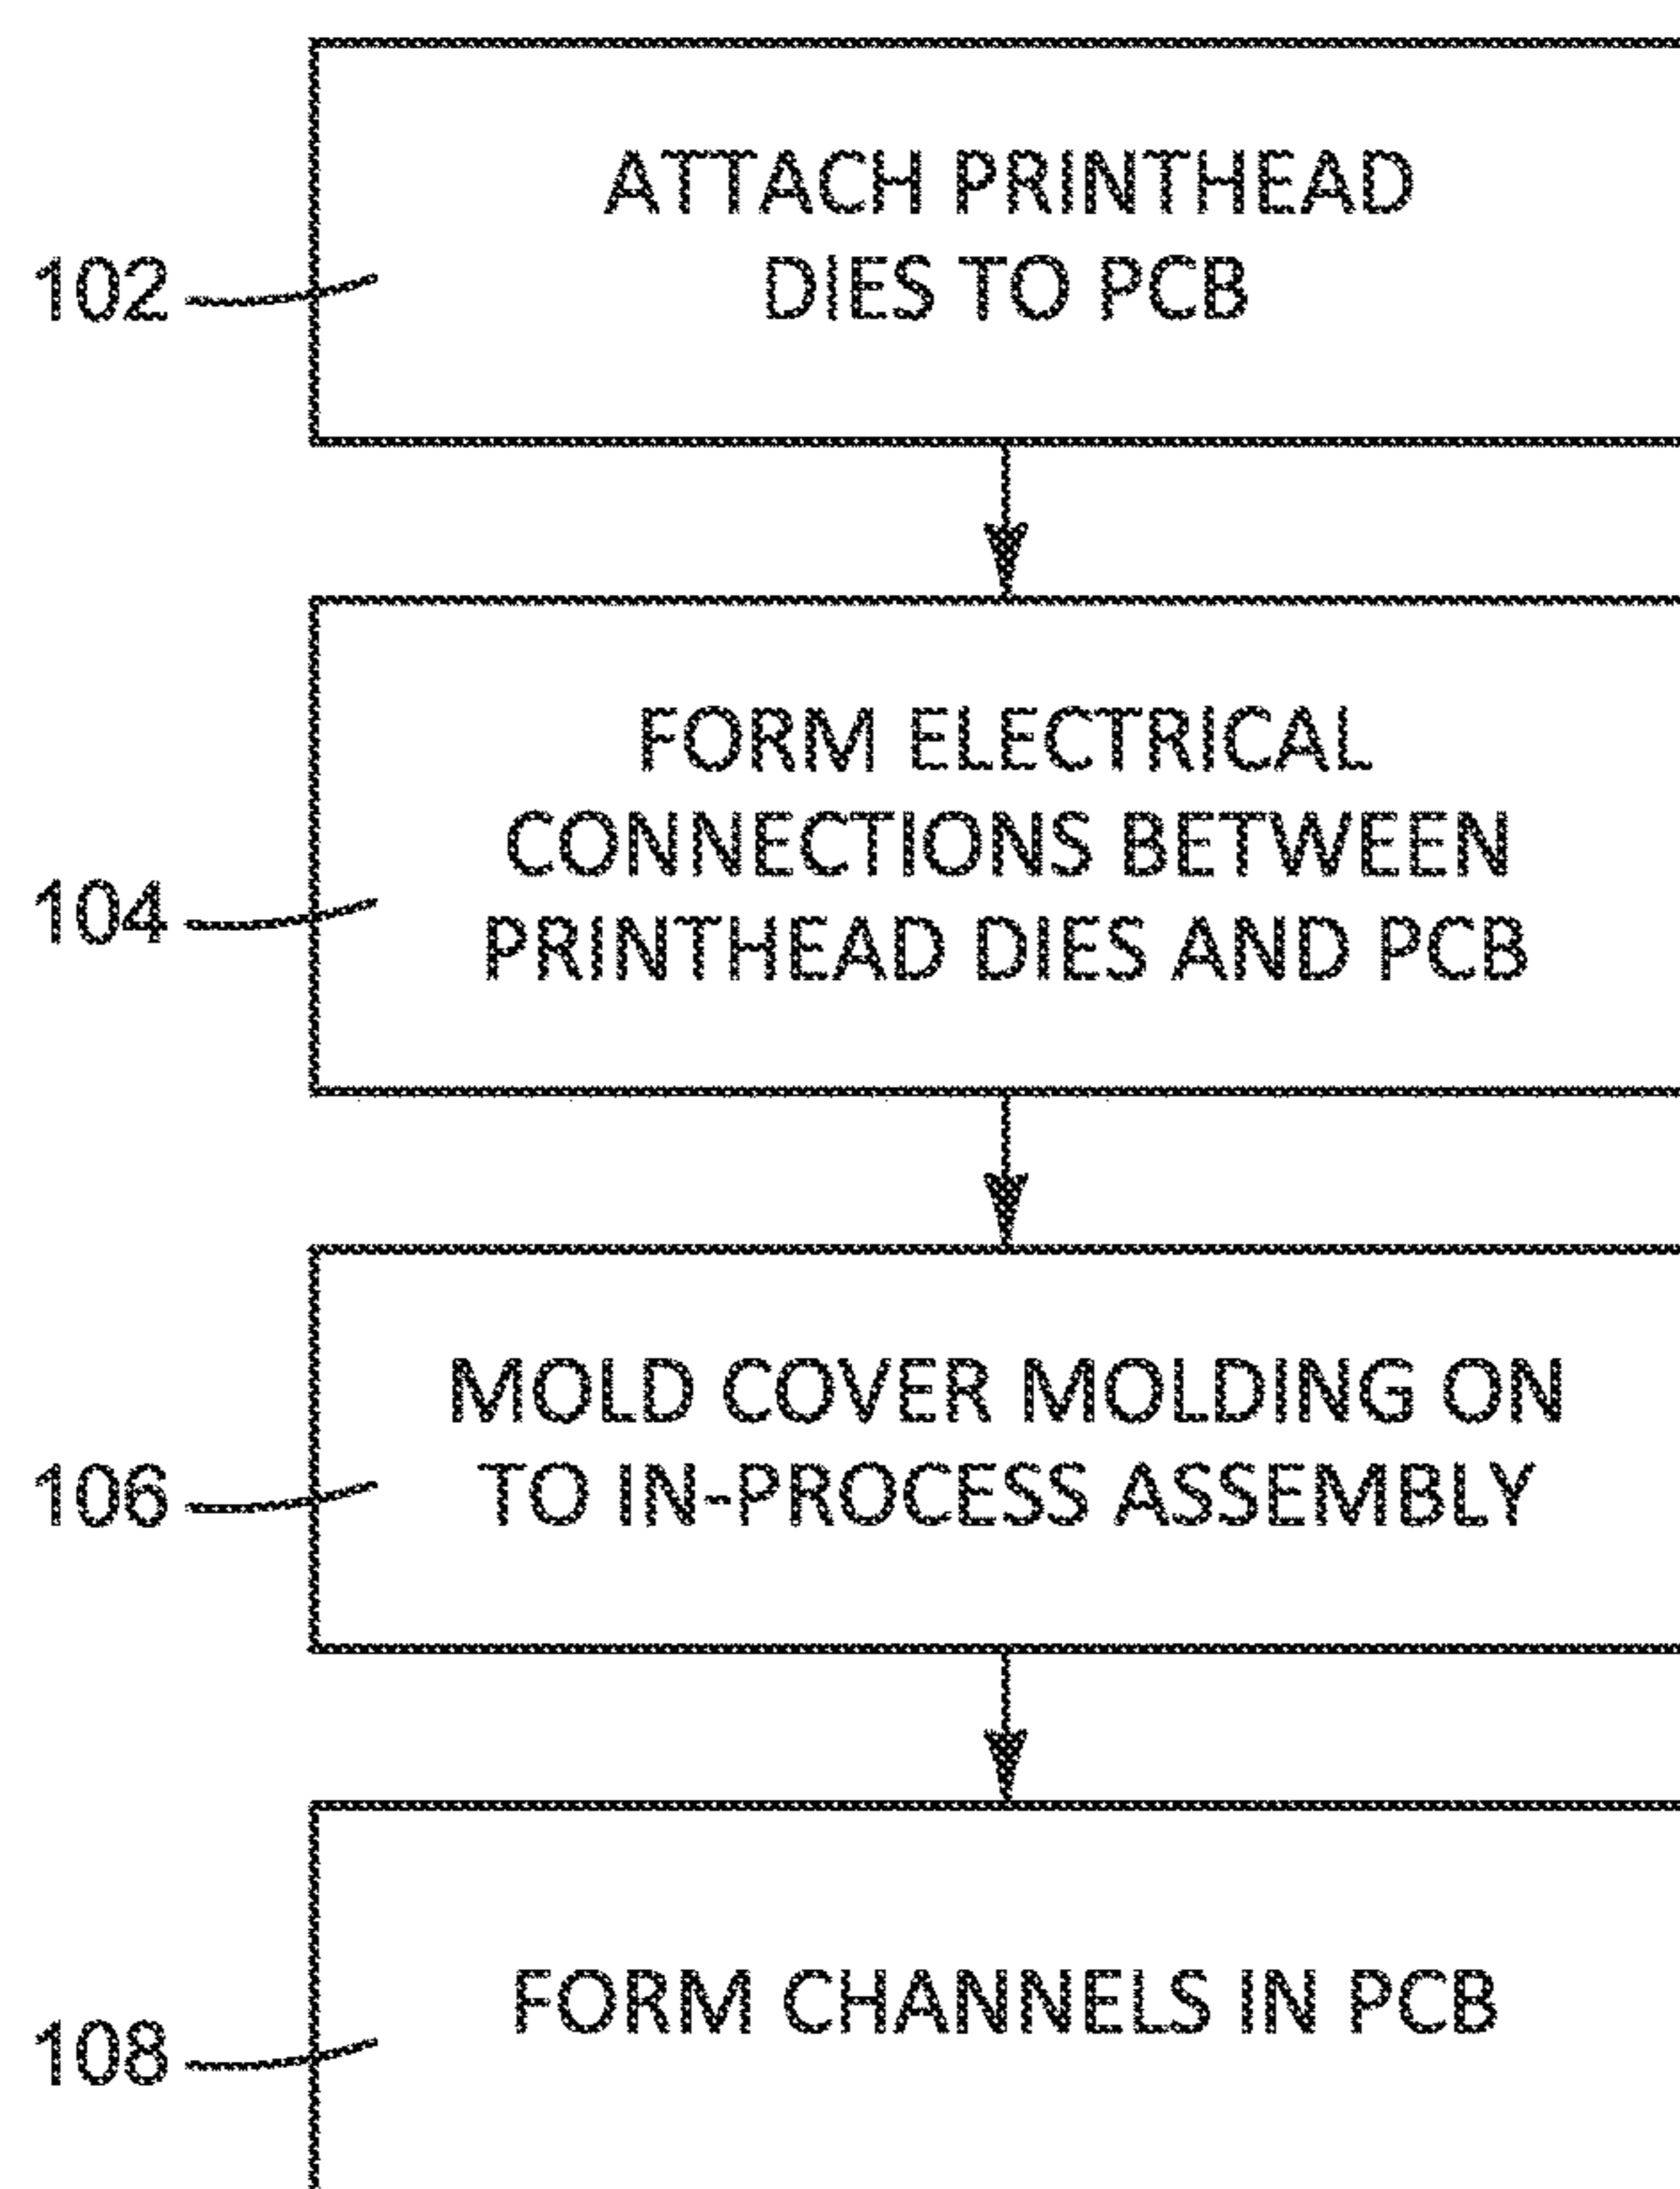 ATTACH PRINTHEAD
DIES TO PCB
102
FORM ELECTRICAL
CONNECTIONS BETWEEN
PRINTHEAD DIES AND PCB
104
MOLD COVER MOLDING ON
TO IN-PROCESS ASSEMBLY
106
FORM CHANNELS IN PCB
108